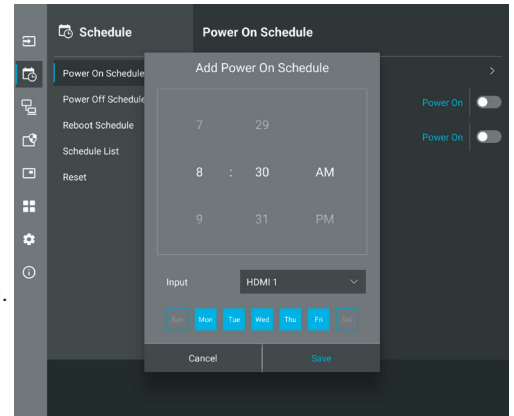 Schedule
Power On Schedule
Power On Schedule
Add Power On Schedule
Power Off Schedule
Power On
Reboot Schedule
Power On
Schedule List
Reset
7 29
8 : 30 AM
9 31 PM
Input HDMI 1
Sun Mon Tue Wed Thu Fri Sat
Cancel Save